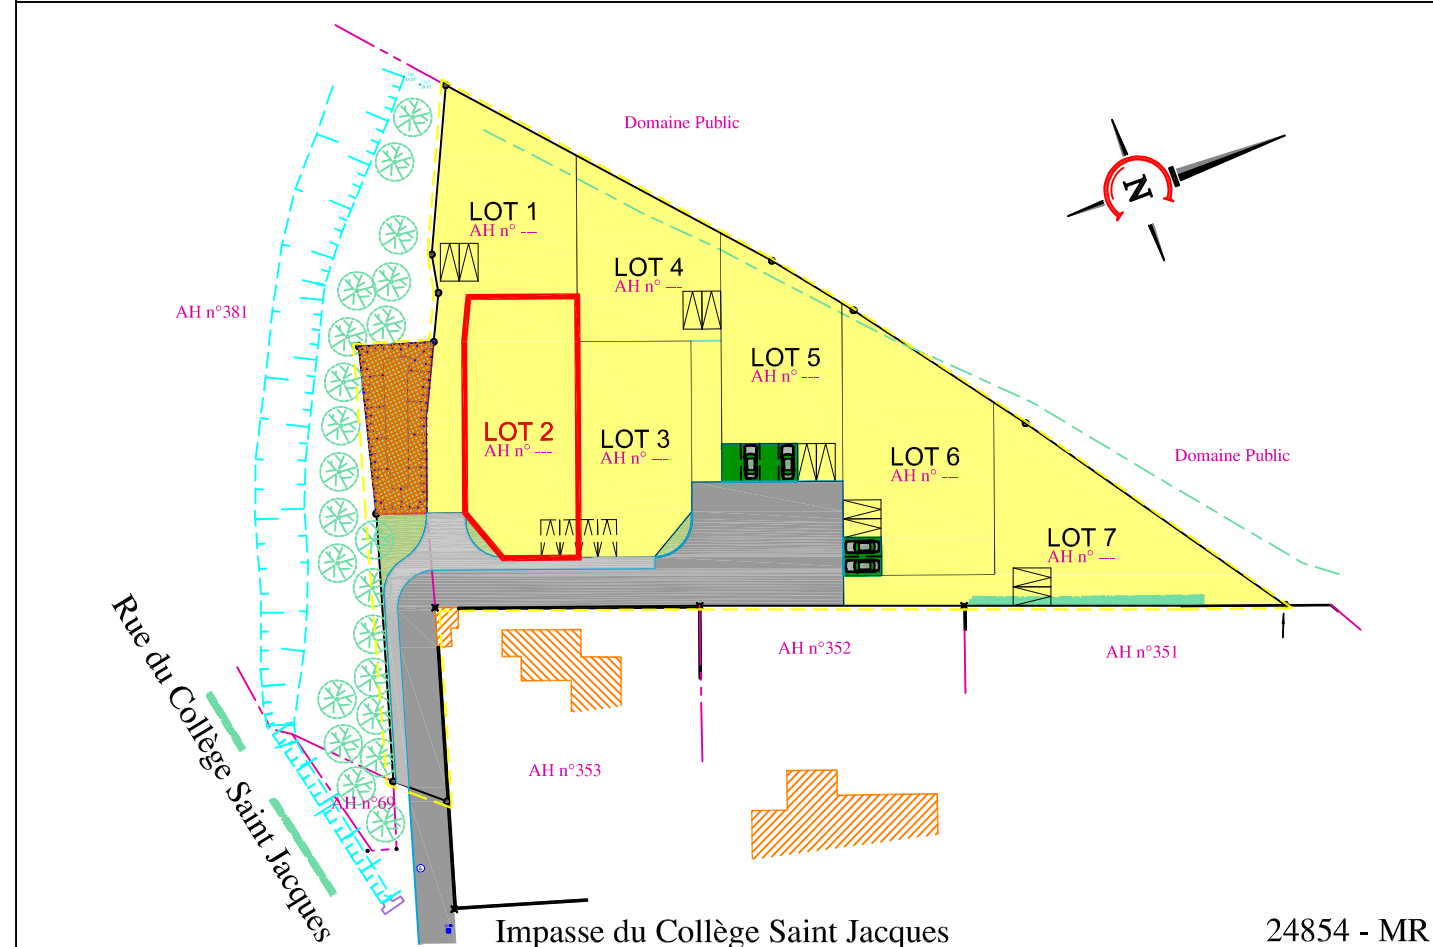 Domaine Public
N
LOT 1
AH n° ---
LOT 4
AH n° ---
AH n°381
LOT 5
AH n° ---
LOT 2
AH n° ---
LOT 3
AH n° ---
LOT 6
AH n° ---
Domaine Public
LOT 7
AH n° ---
AH n°352
AH n°351
Rue du Collège Saint Jacques
AH n°353
AH n°69
Impasse du Collège Saint Jacques
24854 - MR